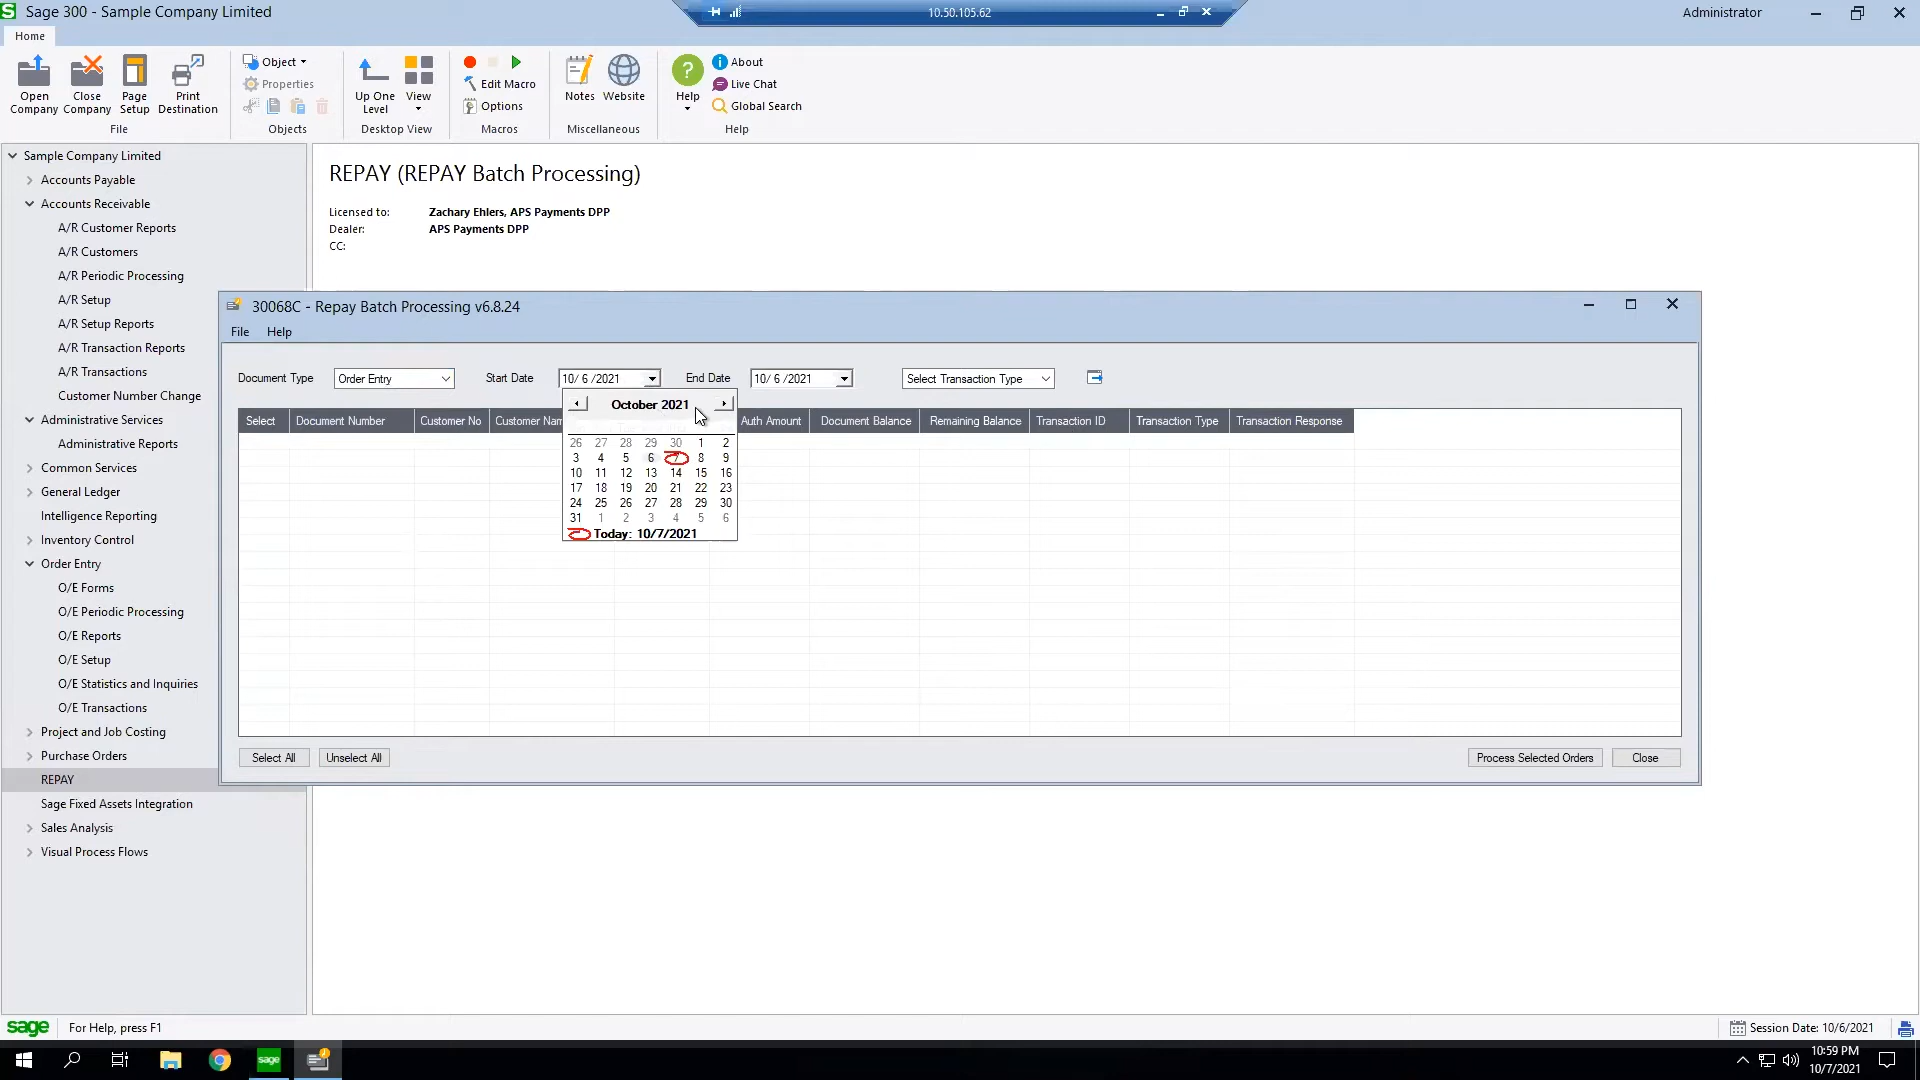 Sage 300 - Sample Company Limited
10.50.105.62
Administrator
Home
Open Company
Close Company
Page Setup
Print Destination
File
Object
Properties
Objects
Up One Level
View
Desktop View
Edit Macro
Options
Macros
Notes
Website
Miscellaneous
Help
About
Live Chat
Global Search
Help
Sample Company Limited
Accounts Payable
Accounts Receivable
A/R Customer Reports
A/R Customers
A/R Periodic Processing
A/R Setup
A/R Setup Reports
A/R Transaction Reports
A/R Transactions
Customer Number Change
Administrative Services
Administrative Reports
Common Services
General Ledger
Intelligence Reporting
Inventory Control
Order Entry
O/E Forms
O/E Periodic Processing
O/E Reports
O/E Setup
O/E Statistics and Inquiries
O/E Transactions
Project and Job Costing
Purchase Orders
REPAY
Sage Fixed Assets Integration
Sales Analysis
Visual Process Flows
REPAY (REPAY Batch Processing)
Licensed to: Zachary Ehlers, APS Payments DPP
Dealer: APS Payments DPP
CC:
30068C - Repay Batch Processing v6.8.24
File Help
Document Type Order Entry Start Date 10/ 6 /2021 End Date 10/ 6 /2021 Select Transaction Type
Select Document Number Customer No Customer Nam Auth Amount Document Balance Remaining Balance Transaction ID Transaction Type Transaction Response
October 2021
26 27 28 29 30 1 2
3 4 5 6 7 8 9
10 11 12 13 14 15 16
17 18 19 20 21 22 23
24 25 26 27 28 29 30
31 1 2 3 4 5 6
Today: 10/7/2021
Select All Unselect All Process Selected Orders Close
sage For Help, press F1 Session Date: 10/6/2021
sage
10:59 PM
10/7/2021